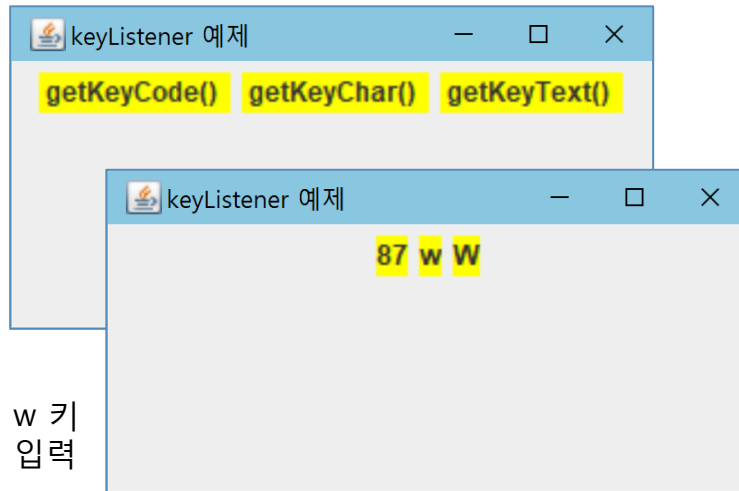 keyListener 예제
getKeyCode() getKeyChar() getKeyText()
keyListener 예제
87 w W
w 키
입력